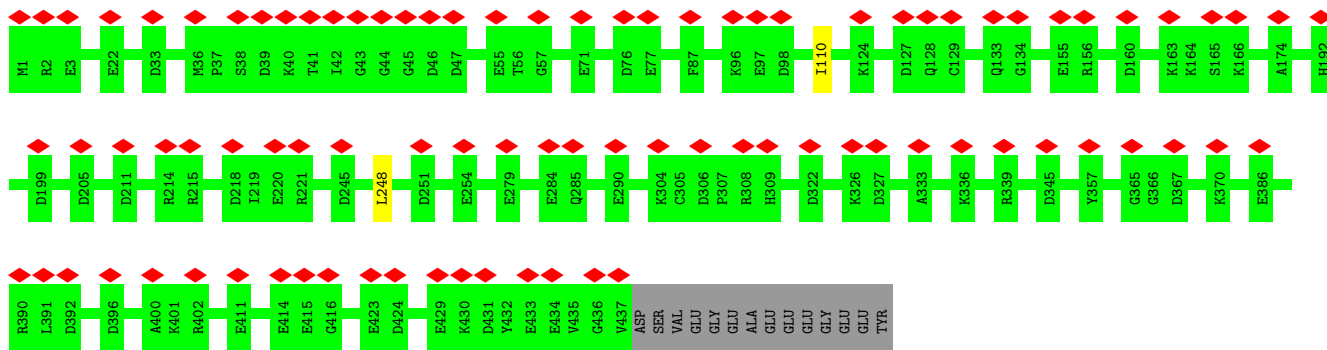 M1 R2 E3 E22 D33 M36 P37 S38 D39 K40 T41 I42 G43 G44 G45 D46 D47 E55 T56 G57 E71 D76 E77 F87 K96 E97 D98 I110 K124 D127 Q128 C129 Q133 G134 E155 R156 D160 K163 K164 S165 K166 A174 H192
D199 D205 D211 R214 R215 D218 I219 E220 R221 D245 L248 D251 E254 E279 E284 Q285 E290 K304 C305 D306 P307 R308 H309 D322 K326 D327 A333 K336 R339 D345 Y357 G365 G366 D367 K370 E386
R390 L391 D392 D396 A400 K401 R402 E411 E414 E415 G416 E423 D424 E429 K430 D431 Y432 E433 E434 V435 G436 V437 ASP SER VAL GLU GLY GLU ALA GLU GLU GLU GLY GLU GLU TYR